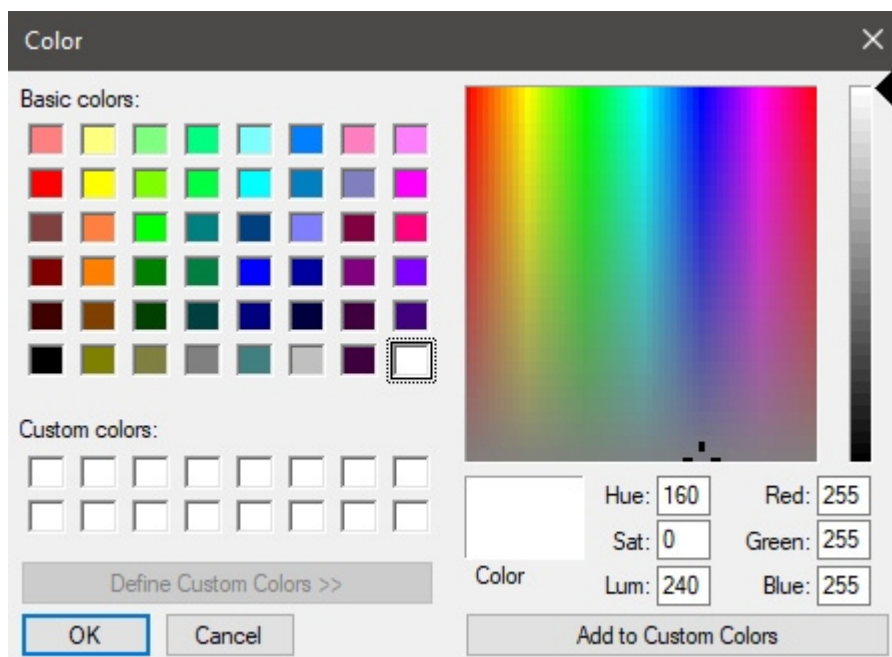 Color
Basic colors:
Custom colors:
Define Custom Colors >>
OK
Cancel
Color
Hue: 160
Sat: 0
Lum: 240
Red: 255
Green: 255
Blue: 255
Add to Custom Colors